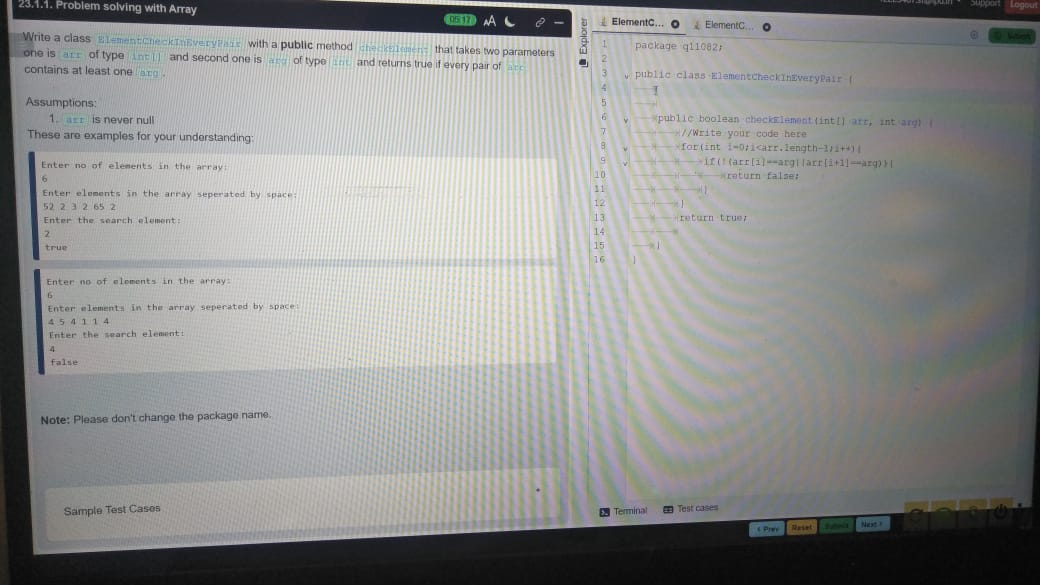 23.1.1. Problem solving with Array
05:17
Support
Logout
Write a class ElementCheckInEveryPair with a public method checkElement that takes two parameters
one is arr of type int[] and second one is arg of type int and returns true if every pair of arr
contains at least one arg.
Assumptions:
1. arr is never null
These are examples for your understanding:
Enter no of elements in the array:
6
Enter elements in the array seperated by space:
52 2 3 2 65 2
Enter the search element:
2
true
Enter no of elements in the array:
6
Enter elements in the array seperated by space:
4 5 4 1 1 4
Enter the search element:
4
false
Note: Please don't change the package name.
Sample Test Cases
Explorer
ElementC...
ElementC...
Submit
1 package q11082;
2
3 public class ElementCheckInEveryPair {
4
5
6 public boolean checkElement(int[] arr, int arg) {
7 //Write your code here
8 for(int i=0;i<arr.length-1;i++){
9 if(!(arr[i]==arg||arr[i+1]==arg)){
10 return false;
11 }
12 }
13 return true;
14
15 }
16 }
Terminal
Test cases
< Prev
Reset
Submit
Next >